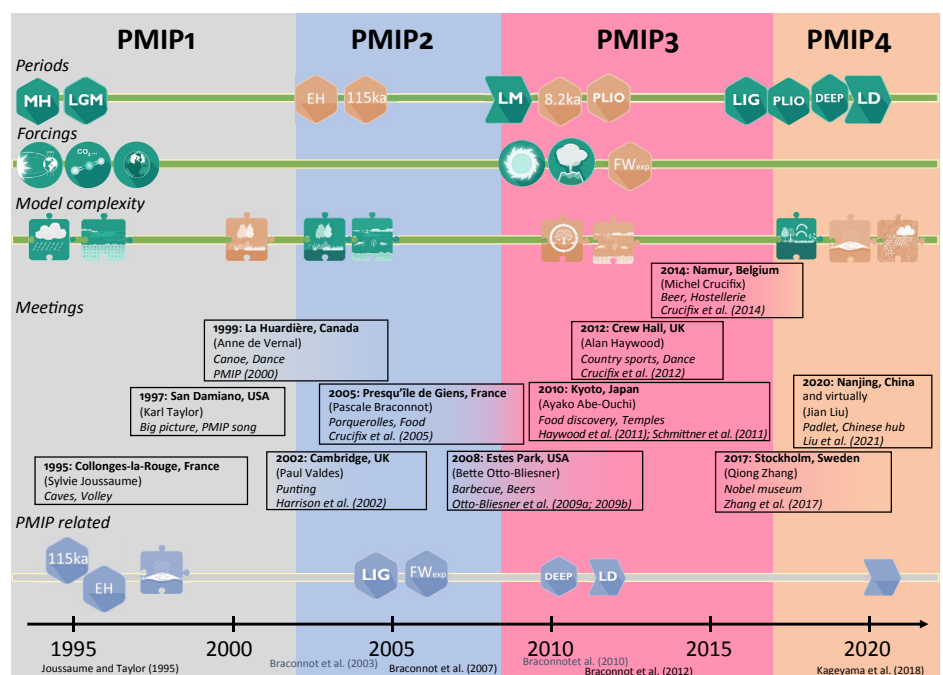 PMIP1
PMIP2
PMIP3
PMIP4
Periods
MH
LGM
EH
115ka
LM
8.2ka
PLIO
LIG
PLIO
DEEP
LD
Forcings
CO₂,...
FWexp
Model complexity
Meetings
2014: Namur, Belgium
(Michel Crucifix)
Beer, Hostellerie
Crucifix et al. (2014)
1999: La Huardière, Canada
(Anne de Vernal)
Canoe, Dance
PMIP (2000)
2012: Crew Hall, UK
(Alan Haywood)
Country sports, Dance
Crucifix et al. (2012)
1997: San Damiano, USA
(Karl Taylor)
Big picture, PMIP song
2005: Presqu'île de Giens, France
(Pascale Braconnot)
Porquerolles, Food
Crucifix et al. (2005)
2010: Kyoto, Japan
(Ayako Abe-Ouchi)
Food discovery, Temples
Haywood et al. (2011); Schmittner et al. (2011)
2020: Nanjing, China
and virtually
(Jian Liu)
Padlet, Chinese hub
Liu et al. (2021)
1995: Collonges-la-Rouge, France
(Sylvie Joussaume)
Caves, Volley
2002: Cambridge, UK
(Paul Valdes)
Punting
Harrison et al. (2002)
2008: Estes Park, USA
(Bette Otto-Bliesner)
Barbecue, Beers
Otto-Bliesner et al. (2009a; 2009b)
2017: Stockholm, Sweden
(Qiong Zhang)
Nobel museum
Zhang et al. (2017)
PMIP related
115ka
EH
LIG
FWexp
DEEP
LD
1995
2000
2005
2010
2015
2020
Joussaume and Taylor (1995)
Braconnot et al. (2003)
Braconnot et al. (2007)
Braconnotet al. (2010)
Braconnot et al. (2012)
Kageyama et al. (2018)